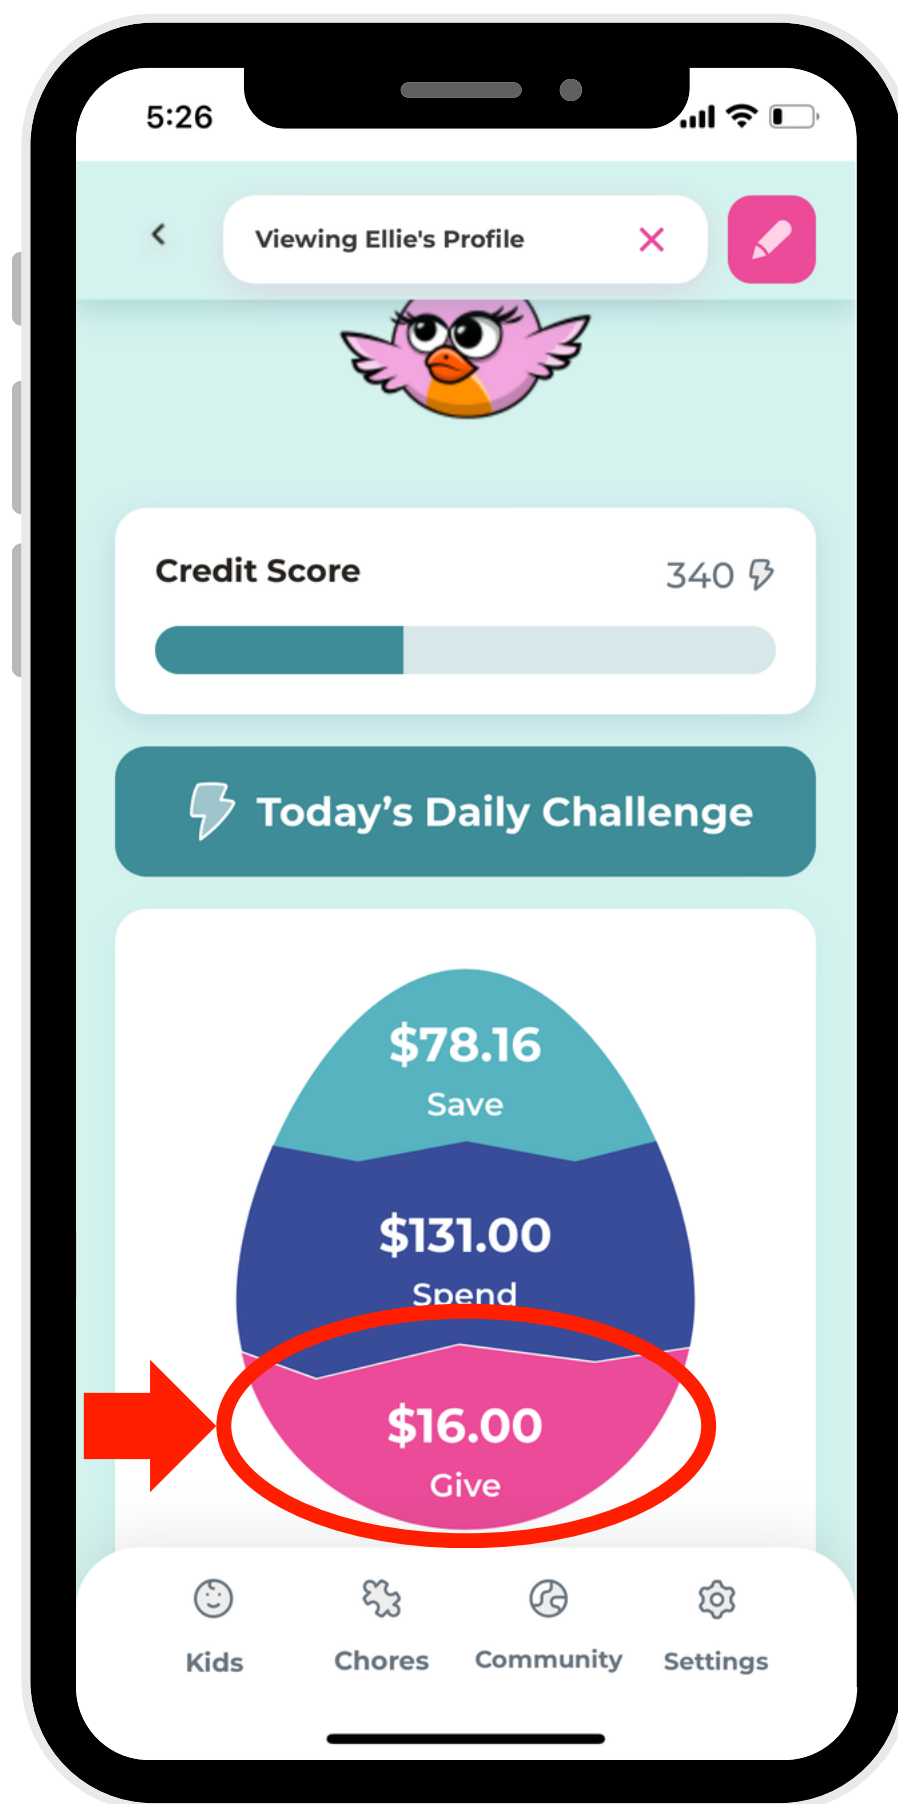 5:26
Viewing Ellie's Profile
Credit Score
340
Today's Daily Challenge
$78.16
Save
$131.00
Spend
$16.00
Give
Kids
Chores
Community
Settings